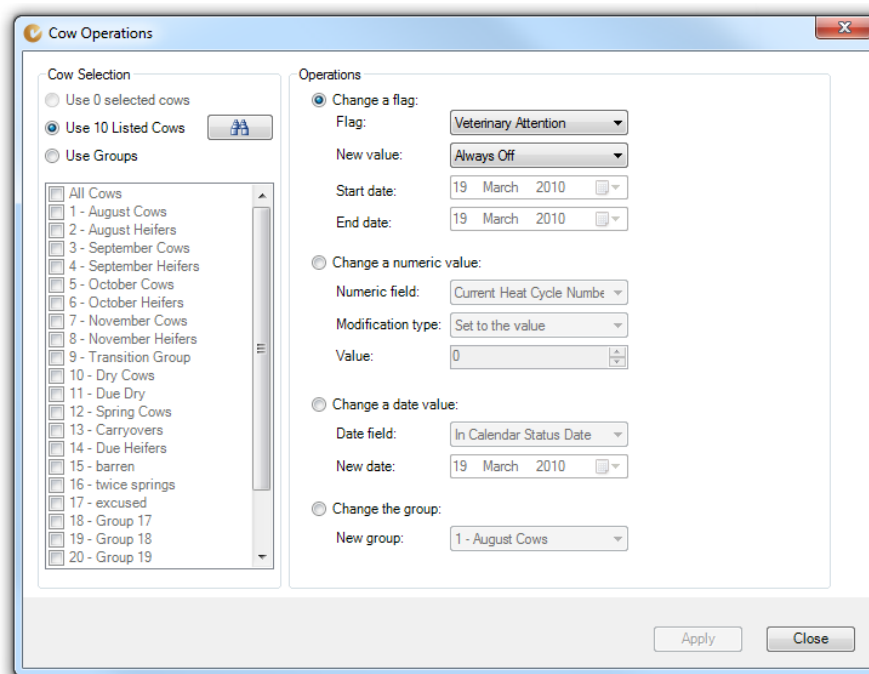 Cow Operations
Cow Selection
Use 0 selected cows
Use 10 Listed Cows
Use Groups
All Cows
1 - August Cows
2 - August Heifers
3 - September Cows
4 - September Heifers
5 - October Cows
6 - October Heifers
7 - November Cows
8 - November Heifers
9 - Transition Group
10 - Dry Cows
11 - Due Dry
12 - Spring Cows
13 - Carryovers
14 - Due Heifers
15 - barren
16 - twice springs
17 - excused
18 - Group 17
19 - Group 18
20 - Group 19
Operations
Change a flag:
Flag: Veterinary Attention
New value: Always Off
Start date: 19 March 2010
End date: 19 March 2010
Change a numeric value:
Numeric field: Current Heat Cycle Numbe
Modification type: Set to the value
Value: 0
Change a date value:
Date field: In Calendar Status Date
New date: 19 March 2010
Change the group:
New group: 1 - August Cows
Apply Close